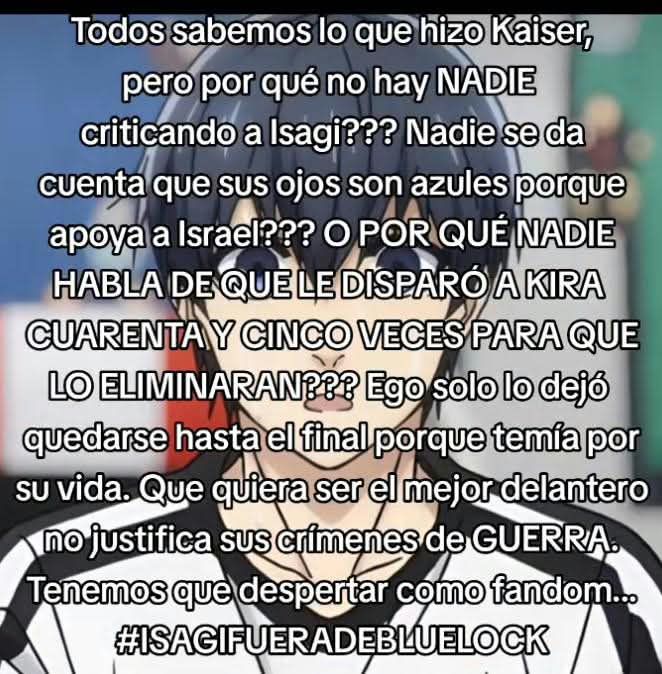 Todos sabemos lo que hizo Kaiser,
pero por qué no hay NADIE
criticando a Isagi??? Nadie se da
cuenta que sus ojos son azules porque
apoya a Israel??? O POR QUÉ NADIE
HABLA DE QUE LE DISPARÓ A KIRA
CUARENTA Y CINCO VECES PARA QUE
LO ELIMINARAN??? Ego solo lo dejó
quedarse hasta el final porque temía por
su vida. Que quiera ser el mejor delantero
no justifica sus crímenes de GUERRA.
Tenemos que despertar como fandom...
#ISAGIFUERADEBLUELOCK